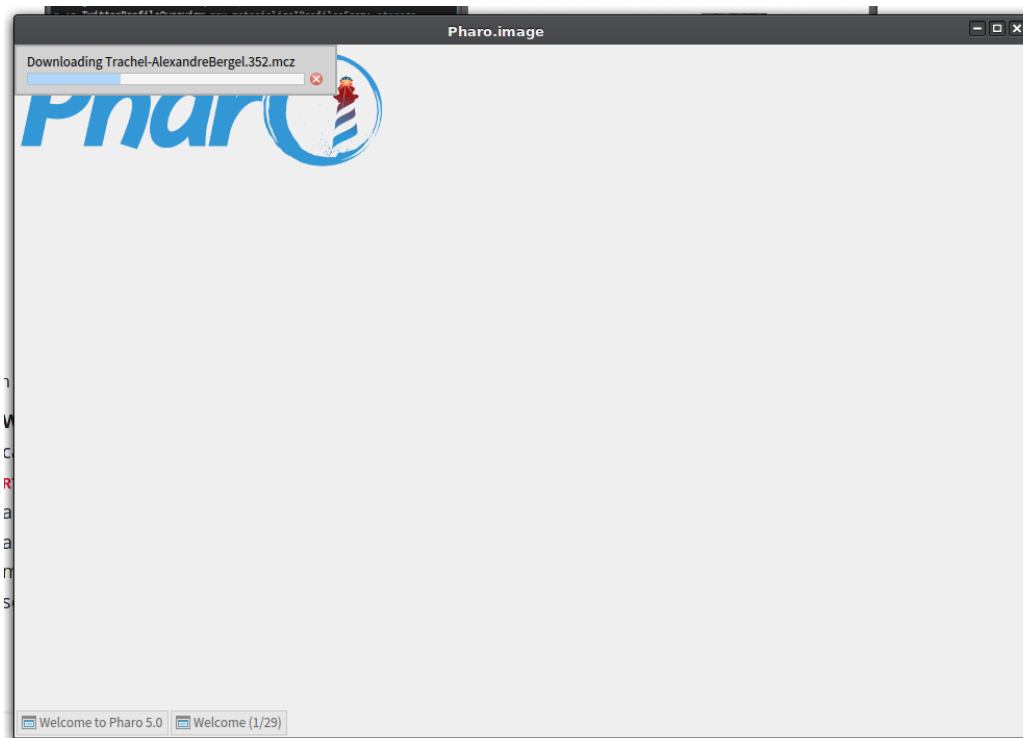 Pharo.image
Downloading Trachel-AlexandreBergel.352.mcz
Pharo
Welcome to Pharo 5.0
Welcome (1/29)